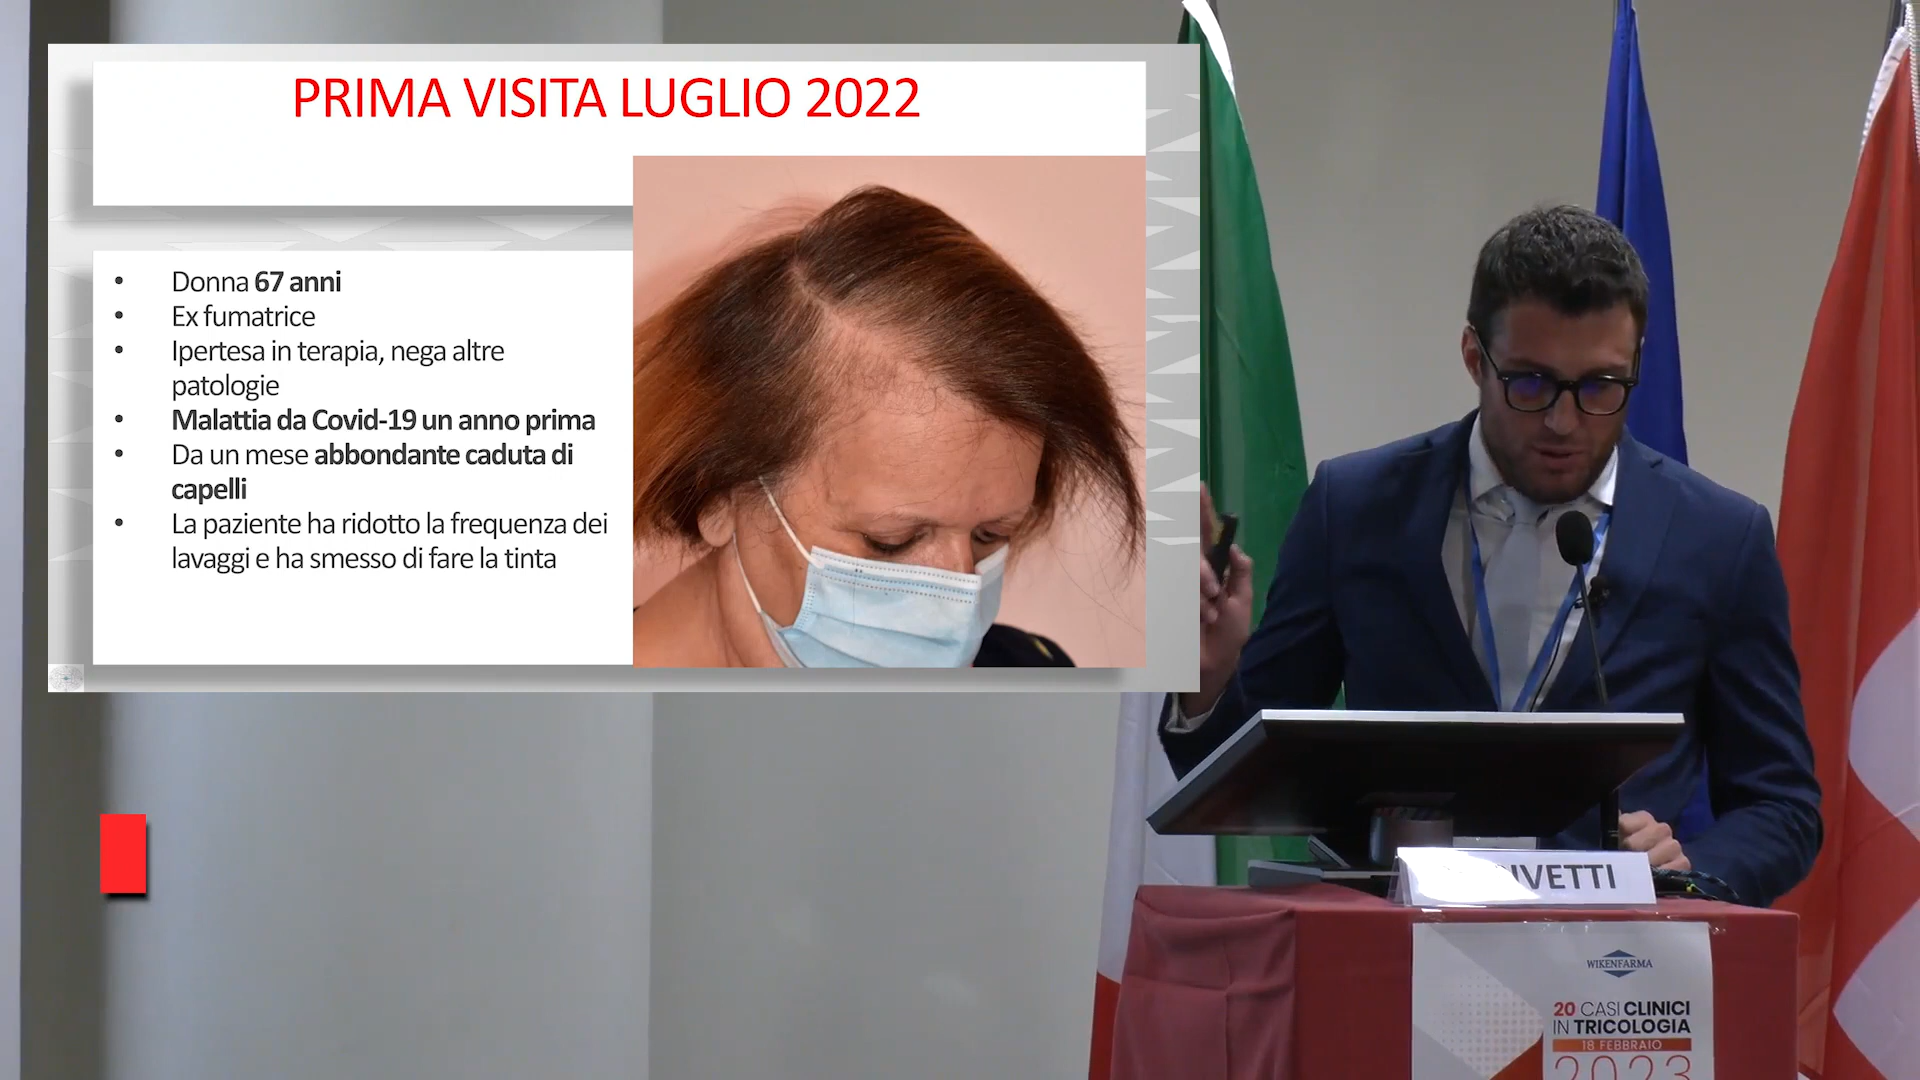 PRIMA VISITA LUGLIO 2022
• Donna 67 anni
• Ex fumatrice
• Ipertesa in terapia, nega altre
patologie
• Malattia da Covid-19 un anno prima
• Da un mese abbondante caduta di
capelli
• La paziente ha ridotto la frequenza dei
lavaggi e ha smesso di fare la tinta
WIKENFARMA
20 CASI CLINICI
IN TRICOLOGIA
18 FEBBRAIO
2023